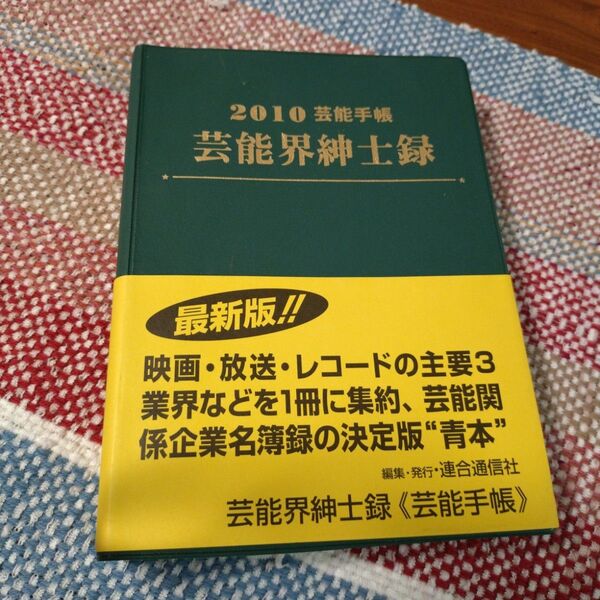 2010 芸能手帳
芸能界紳士録
最新版!!
映画・放送・レコードの主要3
業界などを1冊に集約、芸能関
係企業名簿録の決定版“青本”
編集・発行・連合通信社
芸能界紳士録《芸能手帳》